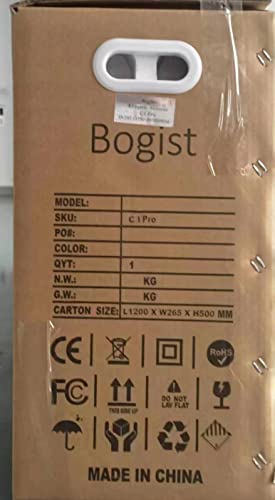 Bogist
MODEL:
SKU: C 1 Pro
PO#:
COLOR:
QYT: 1
N.W.: KG
G.W.: KG
CARTON SIZE: L1200 X W265 X H500 MM
CE
RoHS
FC
THIS SIDE UP
DO NOT
LAY FLAT
MADE IN CHINA